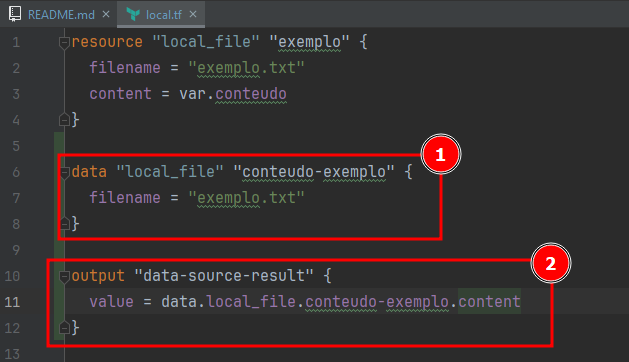 README.md × local.tf ×
1 resource "local_file" "exemplo" {
2 filename = "exemplo.txt"
3 content = var.conteudo
4 }
5
6 data "local_file" "conteudo-exemplo" { 1
7 filename = "exemplo.txt"
8 }
9
10 output "data-source-result" { 2
11 value = data.local_file.conteudo-exemplo.content
12 }
13